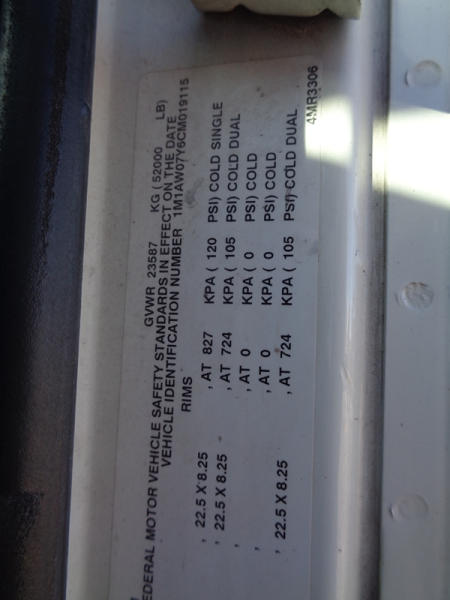 GVWR 23587 KG ( 52000 LB)
EDERAL MOTOR VEHICLE SAFETY STANDARDS IN EFFECT ON THE DATE
VEHICLE IDENTIFICATION NUMBER 1M1AW07Y6CM019115
RIMS
, 22.5 X 8.25 , AT 827 KPA ( 120 PSI) COLD SINGLE
, 22.5 X 8.25 , AT 724 KPA ( 105 PSI) COLD DUAL
, , AT 0 KPA ( 0 PSI) COLD
, , AT 0 KPA ( 0 PSI) COLD
, 22.5 X 8.25 , AT 724 KPA ( 105 PSI) COLD DUAL
4MR3306